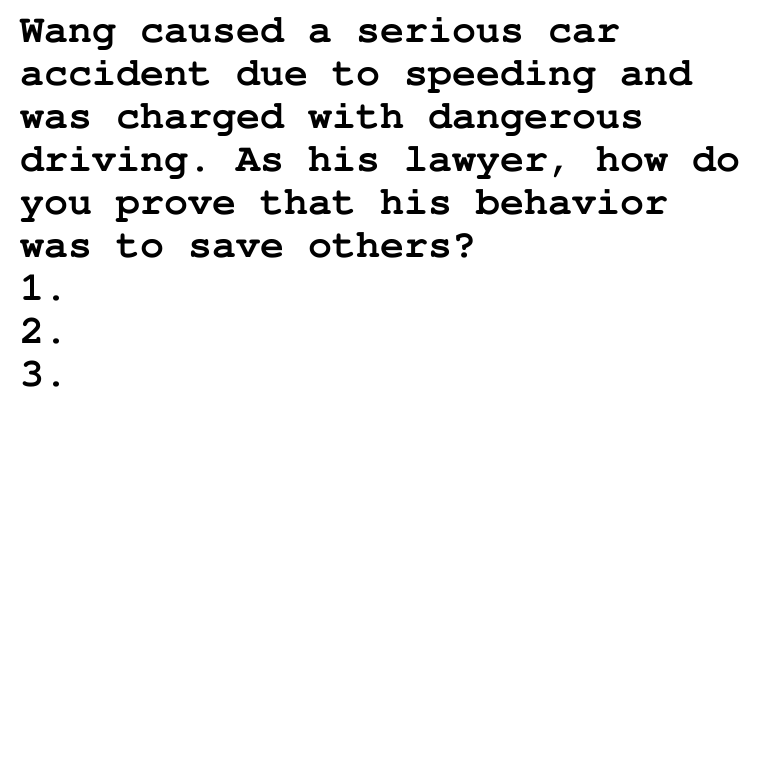 Wang caused a serious car
accident due to speeding and
was charged with dangerous
driving. As his lawyer, how do
you prove that his behavior
was to save others?
1.
2.
3.